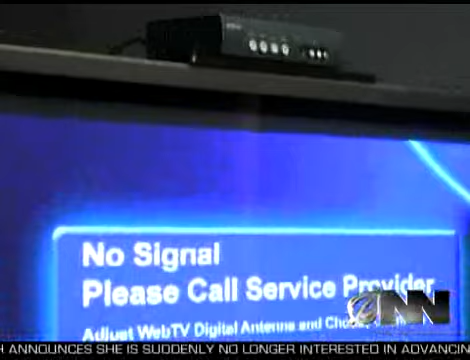 No Signal
Please Call Service Provider
Adjust WebTV Digital Antenna and
ONN
H ANNOUNCES SHE IS SUDDENLY NO LONGER INTERESTED IN ADVANCIN